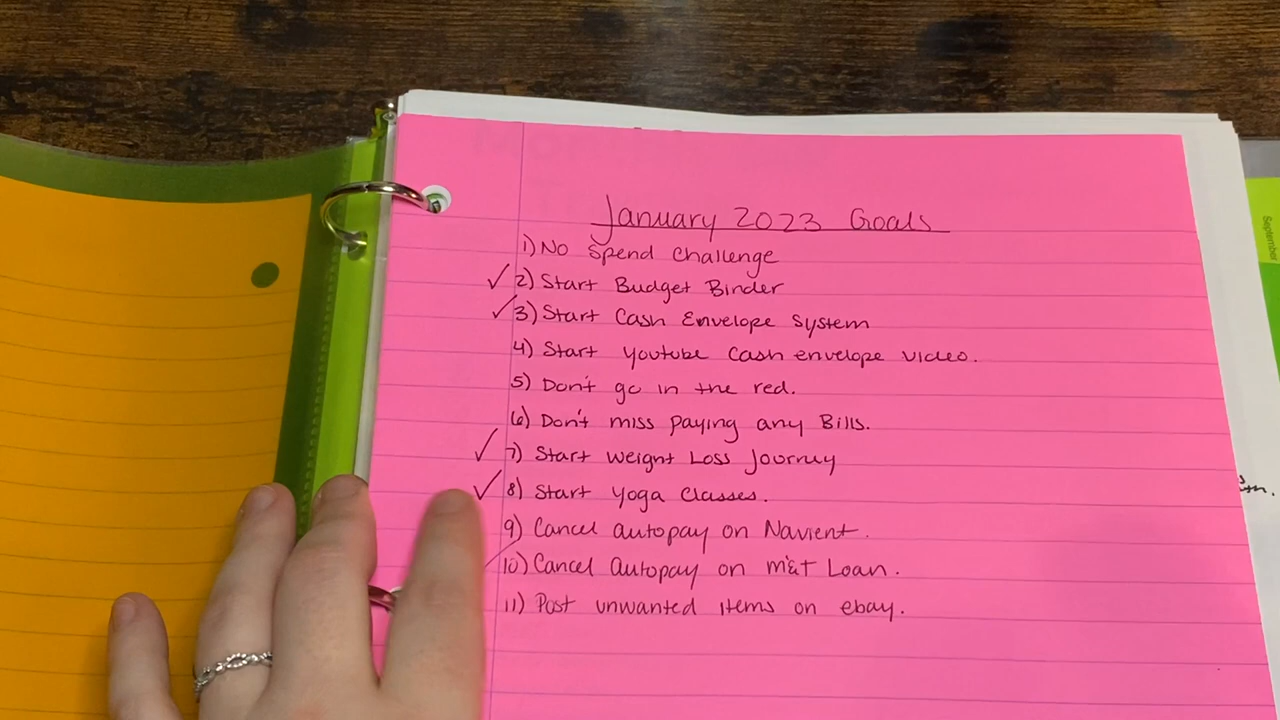 January 2023 Goals
1) No Spend Challenge
✓ 2) Start Budget Binder
✓ 3) Start Cash Envelope System
4) Start youtube Cash envelope video.
5) Don't go in the red.
6) Don't miss paying any Bills.
✓ 7) Start Weight Loss Journey
✓ 8) Start Yoga Classes.
9) Cancel autopay on Navient.
10) Cancel Autopay on m&t Loan.
11) Post unwanted items on ebay.
September